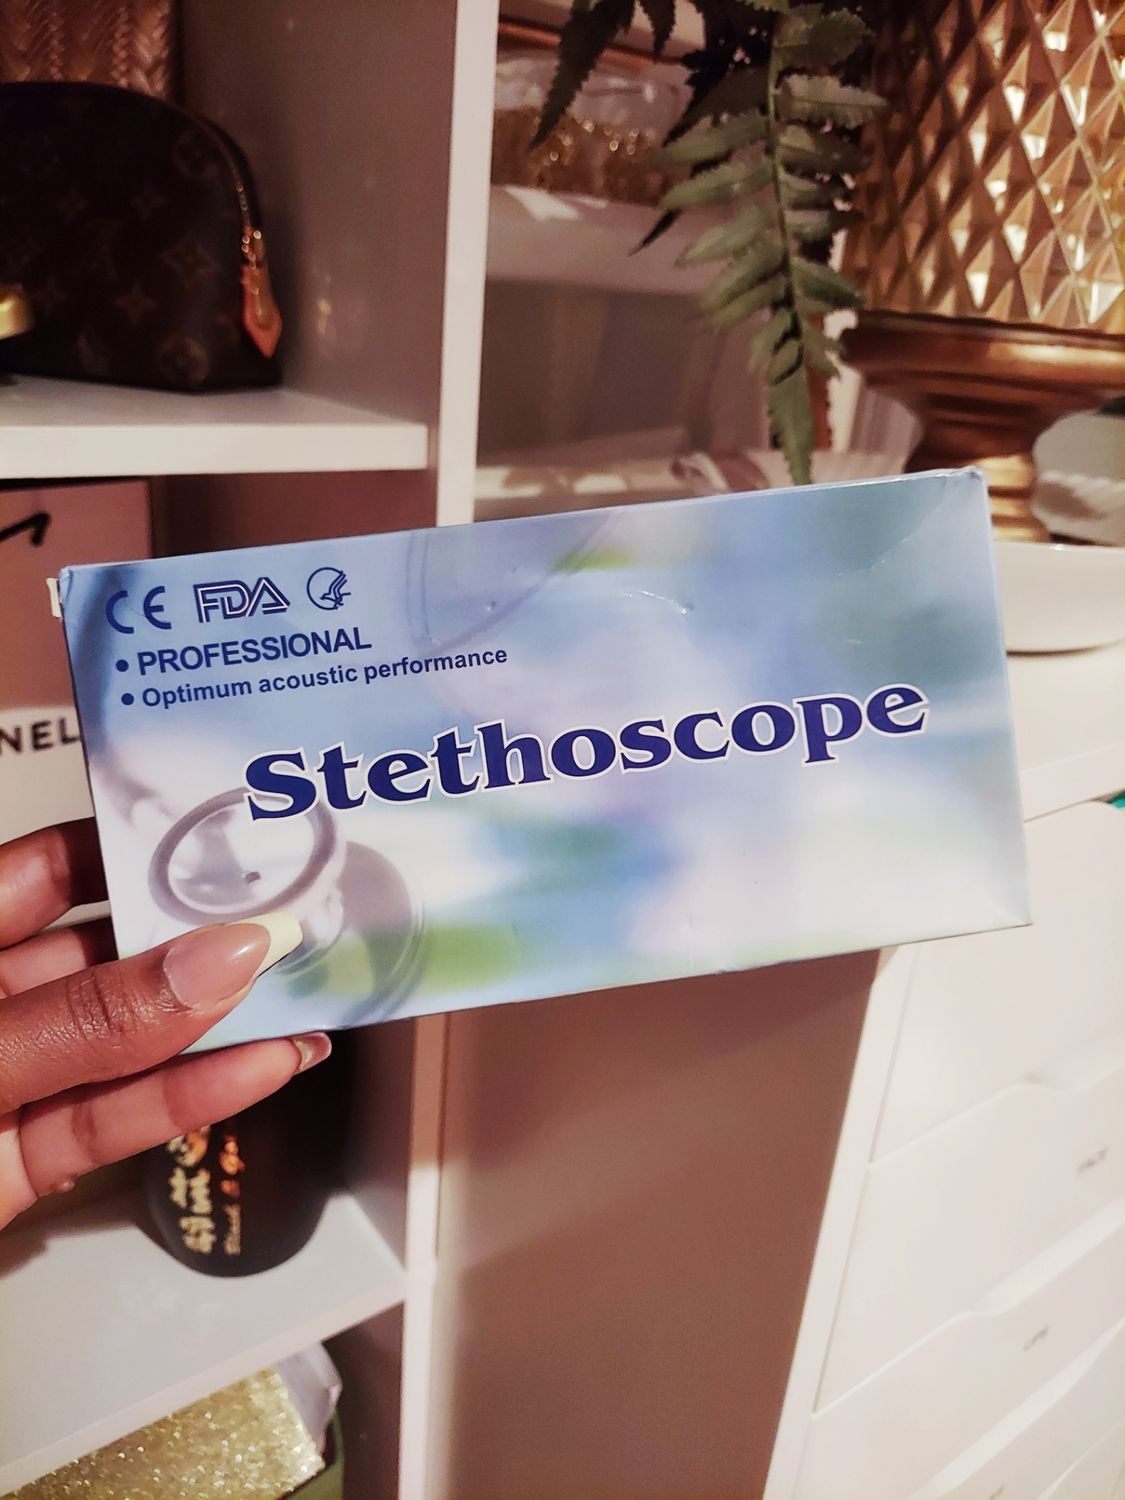 CE FDA
• PROFESSIONAL
• Optimum acoustic performance
Stethoscope
NEL